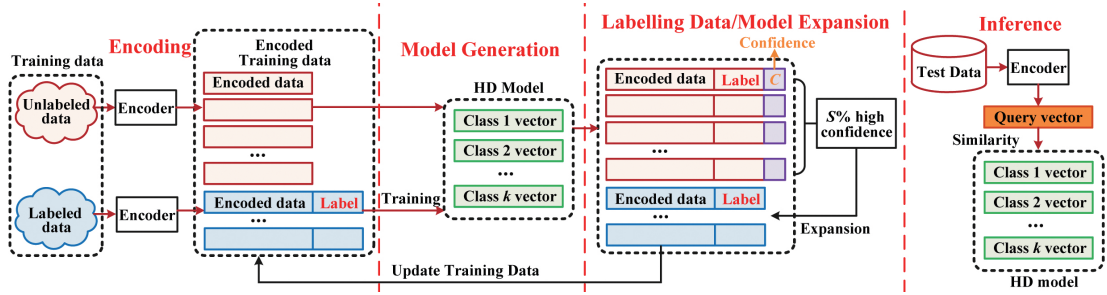 Encoding
Training data
Unlabeled
data
Encoder
Labeled
data
Encoder
Encoded
Training data
Encoded data
...
Encoded data Label
...
Model Generation
HD Model
Class 1 vector
Class 2 vector
...
Class k vector
Training
Update Training Data
Labelling Data/Model Expansion
Confidence
Encoded data Label C
...
Encoded data Label
...
S% high
confidence
Expansion
Inference
Test Data
Encoder
Query vector
Similarity
Class 1 vector
Class 2 vector
...
Class k vector
HD model